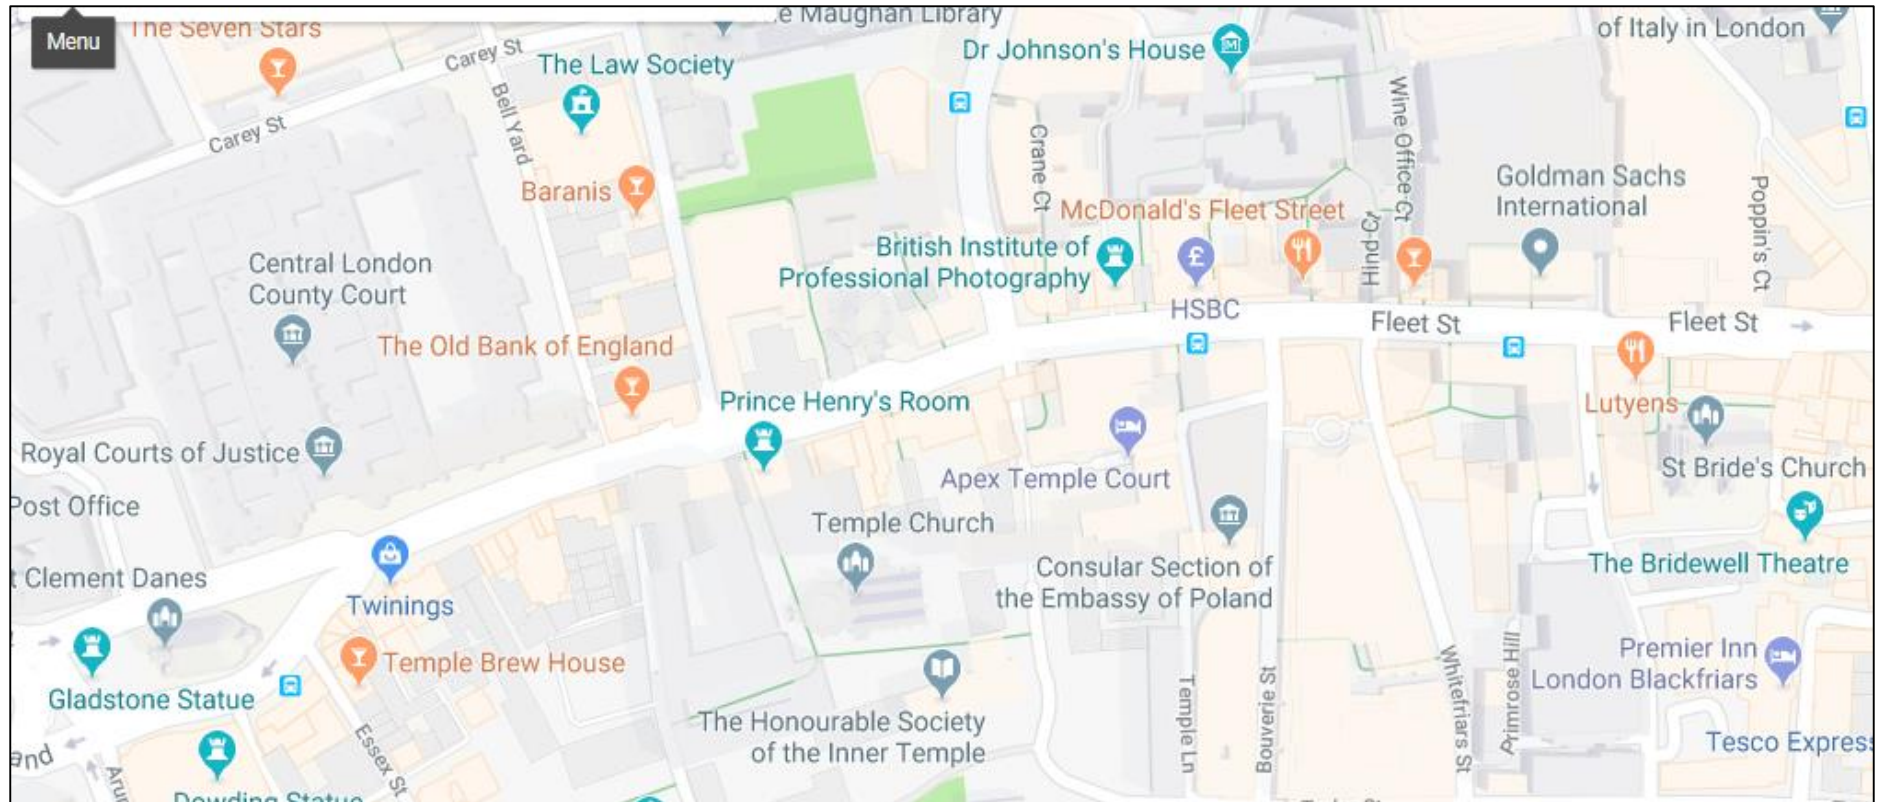 Menu
The Seven Stars
Maughan Library
of Italy in London
Dr Johnson's House
Carey St
The Law Society
Carey St
Bell Yard
Crane Ct
Wine Office Ct
Baranis
McDonald's Fleet Street
Goldman Sachs
International
Hind Ct
Poppin's Ct
British Institute of
Professional Photography
Central London
County Court
HSBC
Fleet St
Fleet St
The Old Bank of England
Prince Henry's Room
Lutyens
Royal Courts of Justice
Apex Temple Court
St Bride's Church
Post Office
Temple Church
The Bridewell Theatre
Clement Danes
Consular Section of
the Embassy of Poland
Twinings
Temple Brew House
Premier Inn
London Blackfriars
Gladstone Statue
Temple Ln
Bouverie St
Whitefriars St
Primrose Hill
The Honourable Society
of the Inner Temple
Essex St
Tesco Express
Dowding Statue